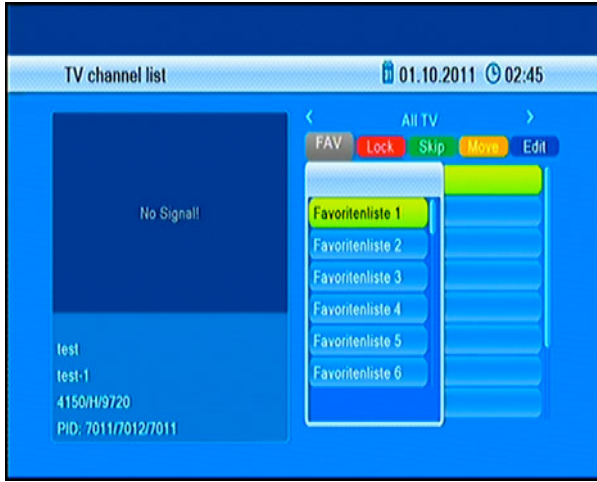 TV channel list 01.10.2011 02:45
All TV
FAV Lock Skip Move Edit
No Signal!
Favoritenliste 1
Favoritenliste 2
Favoritenliste 3
Favoritenliste 4
Favoritenliste 5
Favoritenliste 6
test
test-1
4150/H/9720
PID: 7011/7012/7011